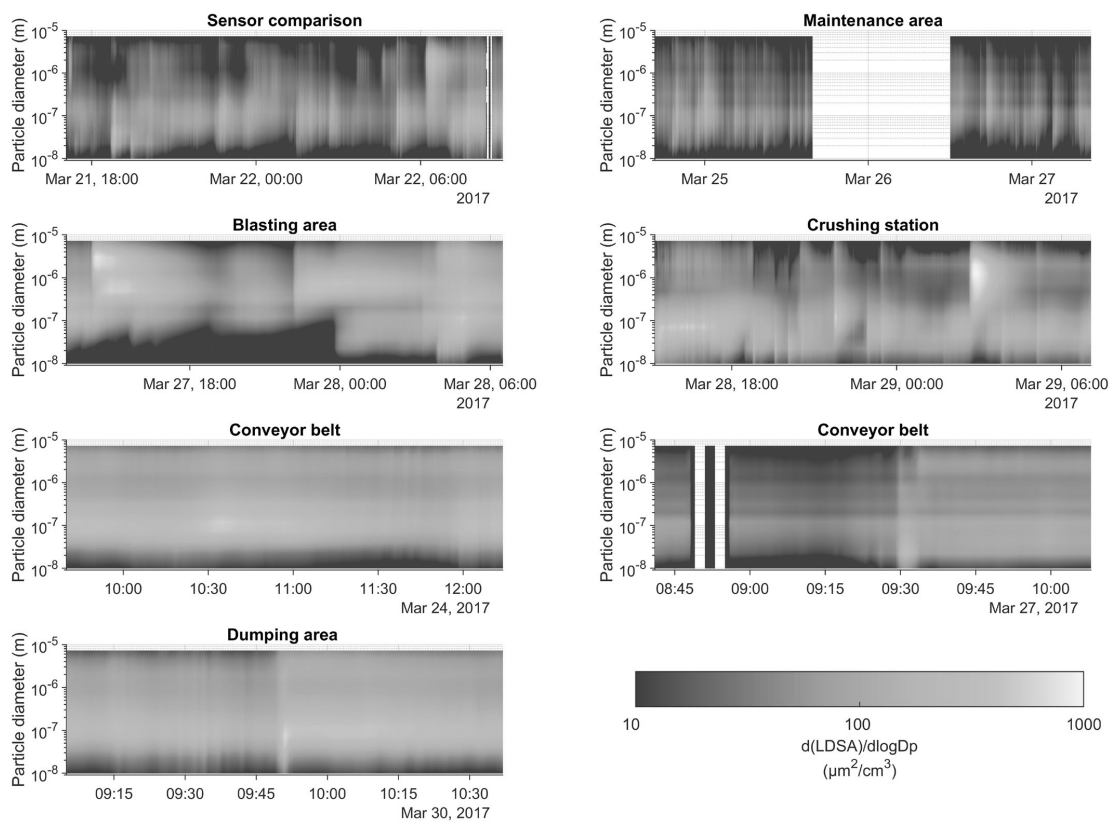 Sensor comparison
Particle diameter (m)
10^-5
10^-6
10^-7
10^-8
Mar 21, 18:00 Mar 22, 00:00 Mar 22, 06:00
2017
Maintenance area
Particle diameter (m)
10^-5
10^-6
10^-7
10^-8
Mar 25 Mar 26 Mar 27
2017
Blasting area
Particle diameter (m)
10^-5
10^-6
10^-7
10^-8
Mar 27, 18:00 Mar 28, 00:00 Mar 28, 06:00
2017
Crushing station
Particle diameter (m)
10^-5
10^-6
10^-7
10^-8
Mar 28, 18:00 Mar 29, 00:00 Mar 29, 06:00
2017
Conveyor belt
Particle diameter (m)
10^-5
10^-6
10^-7
10^-8
10:00 10:30 11:00 11:30 12:00
Mar 24, 2017
Conveyor belt
Particle diameter (m)
10^-5
10^-6
10^-7
10^-8
08:45 09:00 09:15 09:30 09:45 10:00
Mar 27, 2017
Dumping area
Particle diameter (m)
10^-5
10^-6
10^-7
10^-8
09:15 09:30 09:45 10:00 10:15 10:30
Mar 30, 2017
10 100 1000
d(LDSA)/dlogDp
(μm²/cm³)